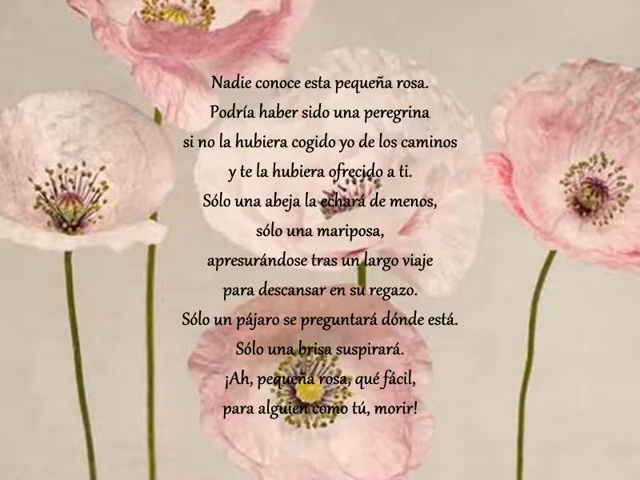 Nadie conoce esta pequeña rosa.
Podría haber sido una peregrina
si no la hubiera cogido yo de los caminos
y te la hubiera ofrecido a ti.
Sólo una abeja la echará de menos,
sólo una mariposa,
apresurándose tras un largo viaje
para descansar en su regazo.
Sólo un pájaro se preguntará dónde está.
Sólo una brisa suspirará.
¡Ah, pequeña rosa, qué fácil,
para alguien como tú, morir!